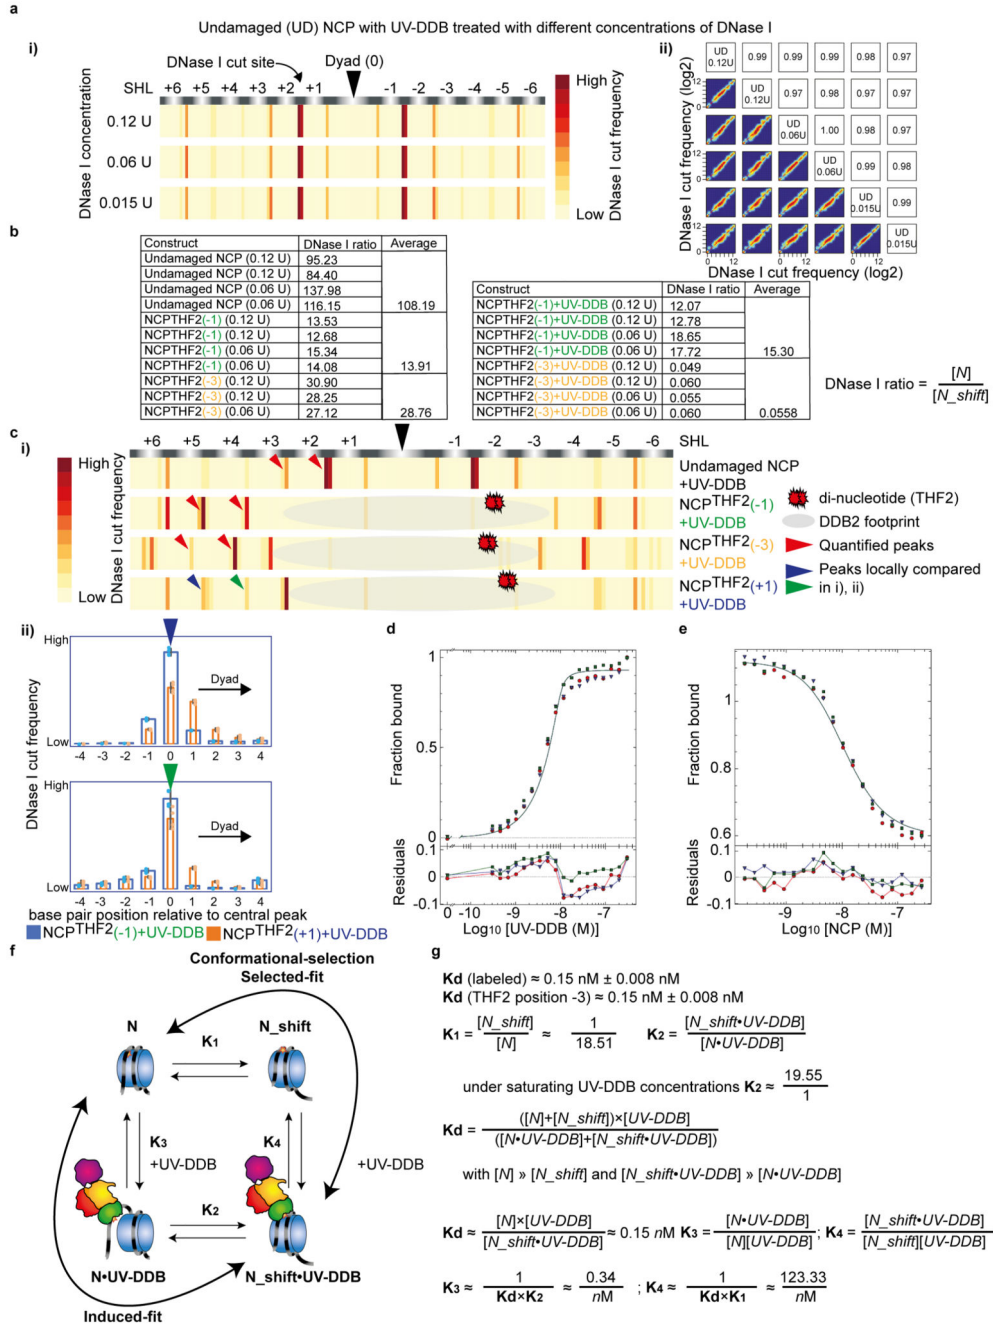 a
Undamaged (UD) NCP with UV-DDB treated with different concentrations of DNase I
i)
DNase I cut site
Dyad (0)
SHL +6 +5 +4 +3 +2 +1 -1 -2 -3 -4 -5 -6
DNase I concentration
0.12 U
0.06 U
0.015 U
High
Low
DNase I cut frequency
ii)
UD 0.12U 0.99 0.99 0.99 0.98 0.97
UD 0.12U 0.97 0.98 0.97 0.97
UD 0.06U 1.00 0.98 0.97
UD 0.06U 0.99 0.98
UD 0.015U 0.99
UD 0.015U
12
0
12
0
12
0
12
0
12
0
0 12 0 12 0 12 0 12 0 12
DNase I cut frequency (log2)
DNase I cut frequency (log2)
b
Construct DNase I ratio Average
Undamaged NCP (0.12 U) 95.23
Undamaged NCP (0.12 U) 84.40
Undamaged NCP (0.06 U) 137.98
Undamaged NCP (0.06 U) 116.15 108.19
NCPTHF2(-1) (0.12 U) 13.53
NCPTHF2(-1) (0.12 U) 12.68
NCPTHF2(-1) (0.06 U) 15.34
NCPTHF2(-1) (0.06 U) 14.08 13.91
NCPTHF2(-3) (0.12 U) 30.90
NCPTHF2(-3) (0.12 U) 28.25
NCPTHF2(-3) (0.06 U) 27.12 28.76
Construct DNase I ratio Average
NCPTHF2(-1)+UV-DDB (0.12 U) 12.07
NCPTHF2(-1)+UV-DDB (0.12 U) 12.78
NCPTHF2(-1)+UV-DDB (0.06 U) 18.65
NCPTHF2(-1)+UV-DDB (0.06 U) 17.72 15.30
NCPTHF2(-3)+UV-DDB (0.12 U) 0.049
NCPTHF2(-3)+UV-DDB (0.12 U) 0.060
NCPTHF2(-3)+UV-DDB (0.06 U) 0.055
NCPTHF2(-3)+UV-DDB (0.06 U) 0.060 0.0558
DNase I ratio = [N] / [N_shift]
c
i)
+6 +5 +4 +3 +2 +1 -1 -2 -3 -4 -5 -6 SHL
High
Low
DNase I cut frequency
Undamaged NCP
+UV-DDB
NCPTHF2(-1)
+UV-DDB
NCPTHF2(-3)
+UV-DDB
NCPTHF2(+1)
+UV-DDB
di-nucleotide (THF2)
DDB2 footprint
Quantified peaks
Peaks locally compared
in i), ii)
ii)
High
Low
Dyad
-4 -3 -2 -1 0 1 2 3 4
High
Low
Dyad
-4 -3 -2 -1 0 1 2 3 4
DNase I cut frequency
base pair position relative to central peak
NCPTHF2(-1)+UV-DDB NCPTHF2(+1)+UV-DDB
d
Fraction bound
1
0.5
0
Residuals
0.1
0
-0.1
-10 -9 -8 -7
Log10 [UV-DDB (M)]
e
Fraction bound
1
0.8
0.6
Residuals
0.1
0
-0.1
-9 -8 -7
Log10 [NCP (M)]
f
Conformational-selection
Selected-fit
N
K1
N_shift
K3
+UV-DDB
K4
+UV-DDB
K2
N•UV-DDB
N_shift•UV-DDB
Induced-fit
g
Kd (labeled) ≈ 0.15 nM ± 0.008 nM
Kd (THF2 position -3) ≈ 0.15 nM ± 0.008 nM
K1 = [N_shift] / [N] ≈ 1 / 18.51 K2 = [N_shift•UV-DDB] / [N•UV-DDB]
under saturating UV-DDB concentrations K2 ≈ 19.55 / 1
Kd = ([N]+[N_shift])×[UV-DDB] / ([N•UV-DDB]+[N_shift•UV-DDB])
with [N] » [N_shift] and [N_shift•UV-DDB] » [N•UV-DDB]
Kd ≈ [N]×[UV-DDB] / [N_shift•UV-DDB] ≈ 0.15 nM K3 = [N•UV-DDB] / [N][UV-DDB] ; K4 = [N_shift•UV-DDB] / [N_shift][UV-DDB]
K3 ≈ 1 / Kd×K2 ≈ 0.34 / nM ; K4 ≈ 1 / Kd×K1 ≈ 123.33 / nM